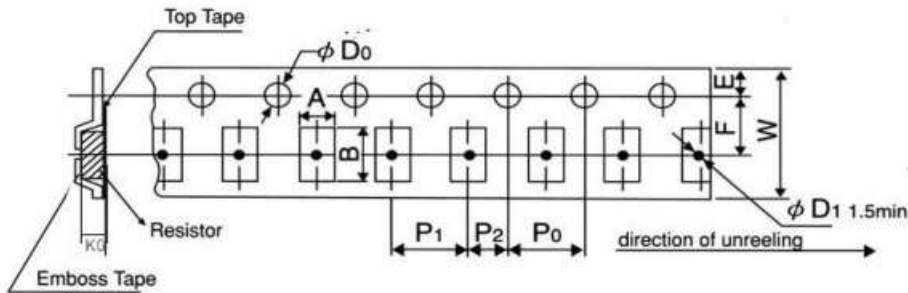 Top Tape
ϕ D0
A
B
E
F
W
ϕ D1 1.5min
P1
P2
P0
direction of unreeling
Resistor
K0
Emboss Tape